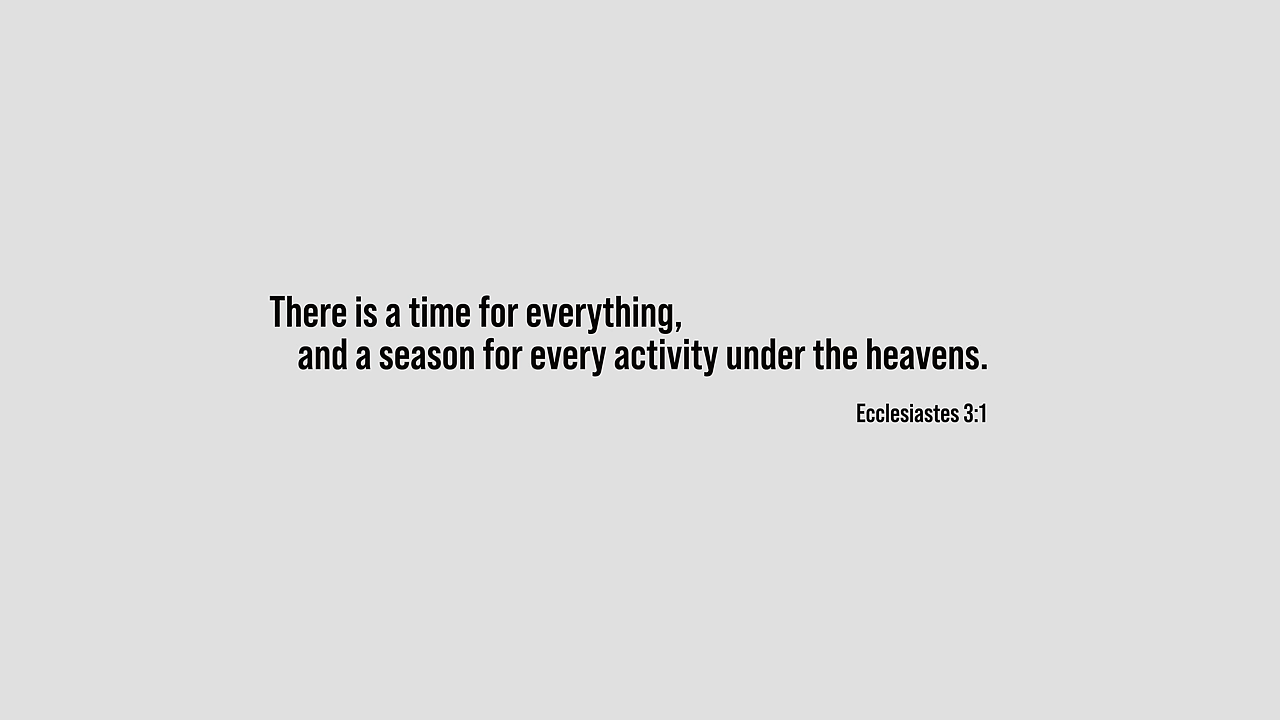 There is a time for everything,
and a season for every activity under the heavens.
Ecclesiastes 3:1